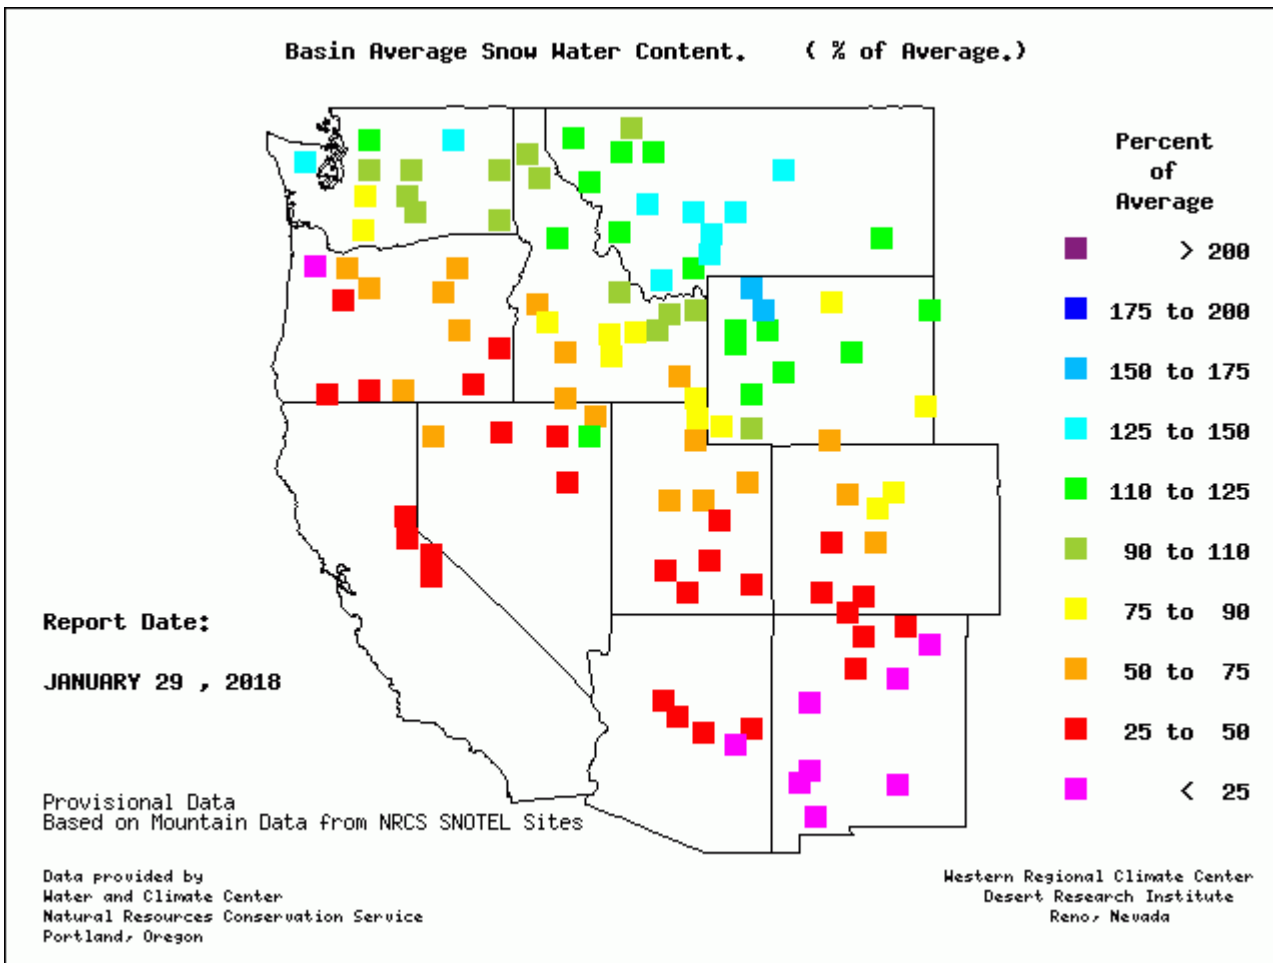 Basin Average Snow Water Content. ( % of Average.)
Percent
of
Average
> 200
175 to 200
150 to 175
125 to 150
110 to 125
90 to 110
75 to 90
50 to 75
25 to 50
< 25
Report Date:
JANUARY 29 , 2018
Provisional Data
Based on Mountain Data from NRCS SNOTEL Sites
Data provided by
Water and Climate Center
Natural Resources Conservation Service
Portland, Oregon
Western Regional Climate Center
Desert Research Institute
Reno, Nevada